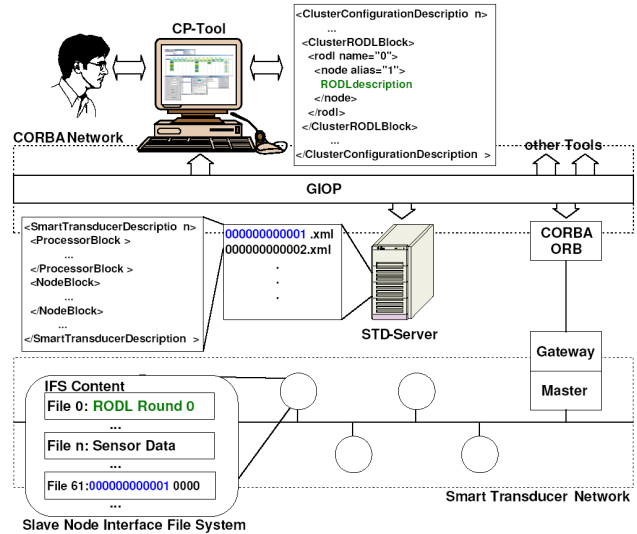 CP-Tool
<ClusterConfigurationDescriptio n>
...
<ClusterRODLBlock>
<rodl name="0">
<node alias="1">
RODLdescription
</node>
</rodl>
</ClusterRODLBlock>
...
</ClusterConfigurationDescription >
CORBA Network
other Tools
GIOP
<SmartTransducerDescriptio n>
<ProcessorBlock >
...
</ProcessorBlock >
<NodeBlock>
...
</NodeBlock>
...
</SmartTransducerDescription >
000000000001 .xml
000000000002.xml
.
.
.
STD-Server
CORBA
ORB
Gateway
Master
IFS Content
File 0: RODL Round 0
...
File n: Sensor Data
...
File 61:000000000001 0000
...
Slave Node Interface File System
Smart Transducer Network